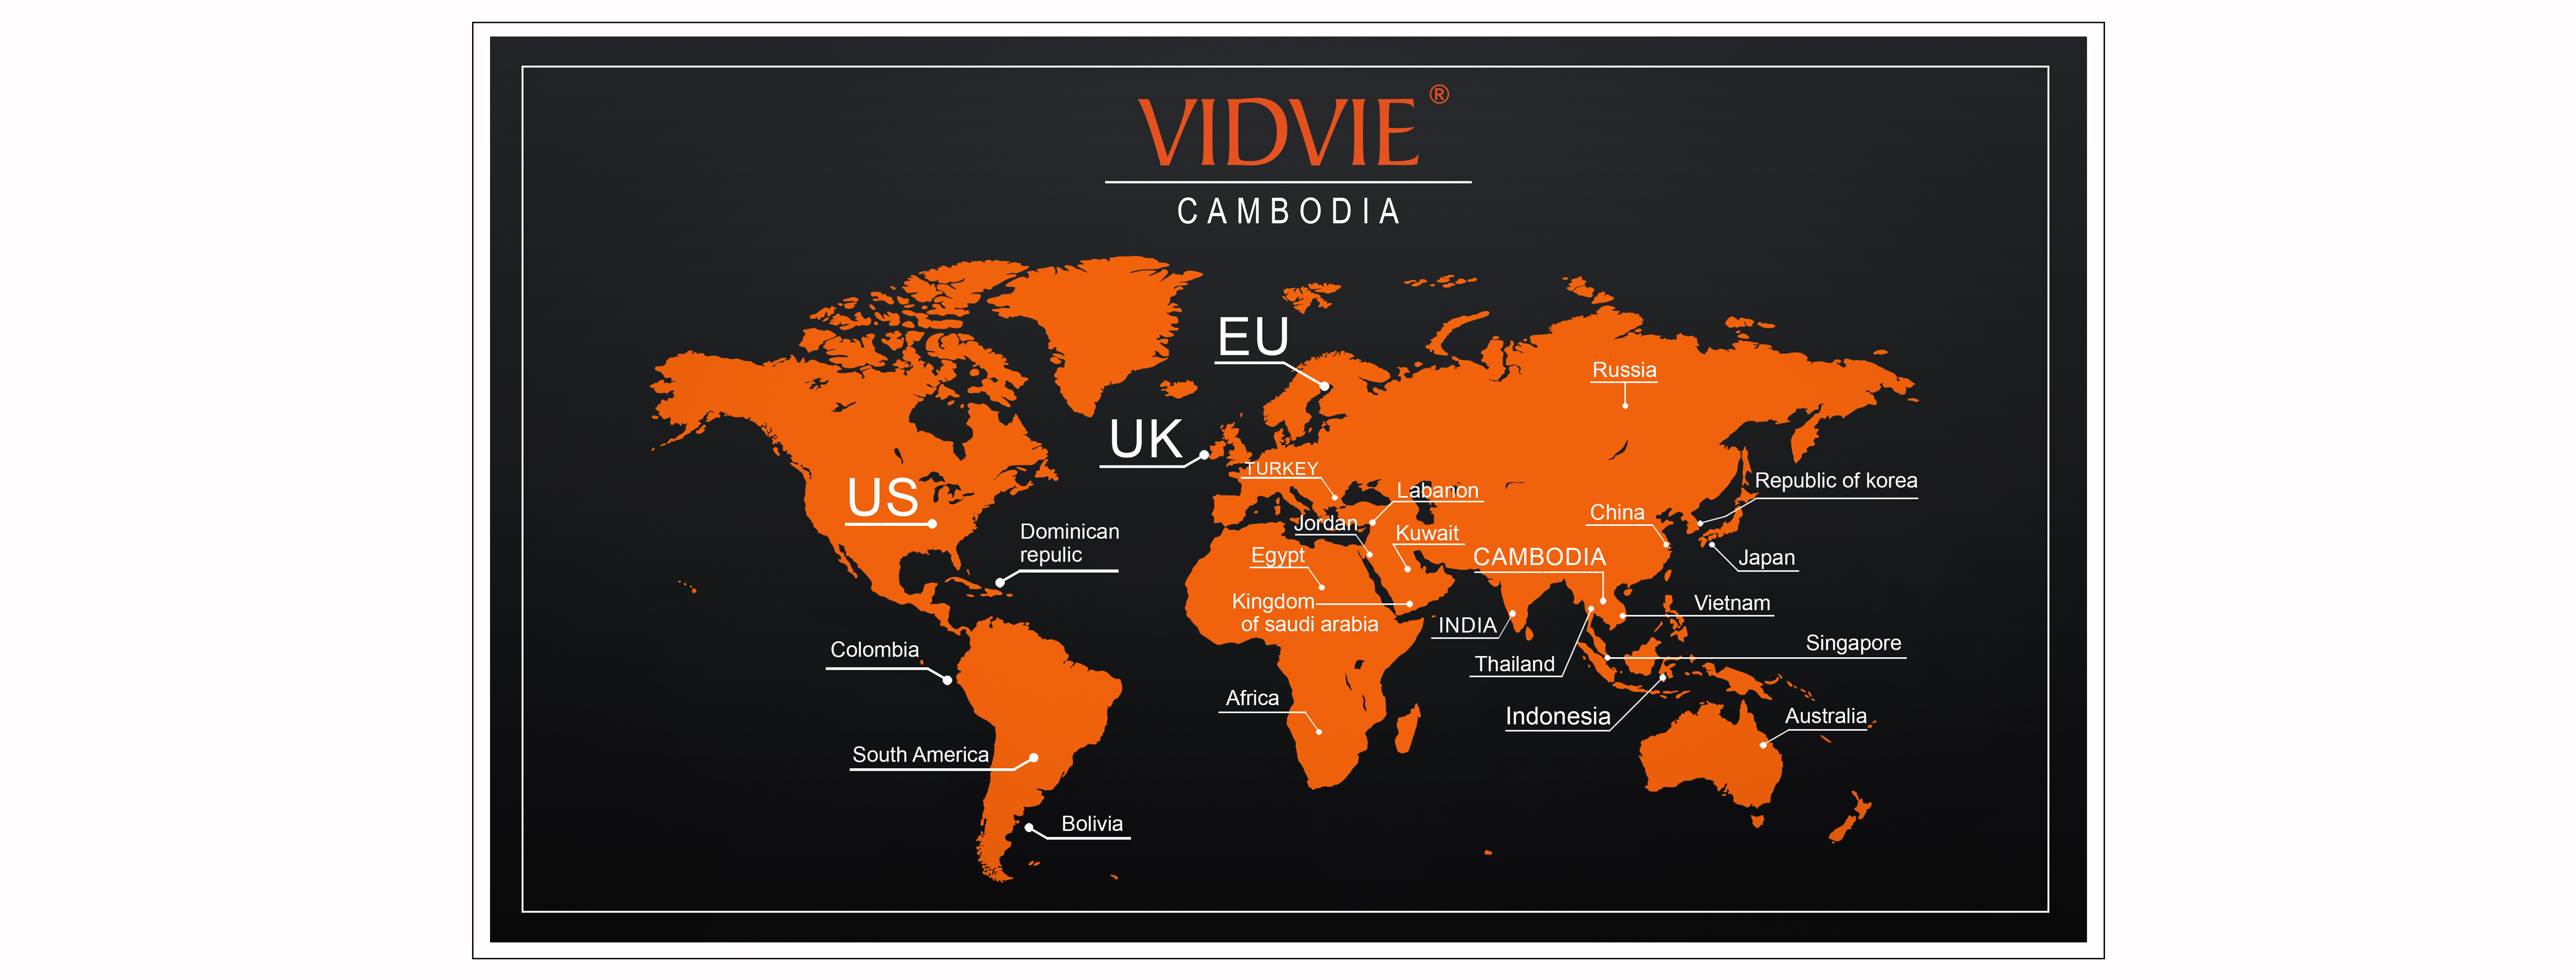 VIDVIE ®
CAMBODIA
EU
Russia
UK
TURKEY
Republic of korea
US
Labanon
China
Jordan
Dominican
repulic
Kuwait
Egypt
CAMBODIA
Japan
Kingdom
of saudi arabia
Vietnam
INDIA
Singapore
Colombia
Thailand
Africa
Indonesia
Australia
South America
Bolivia